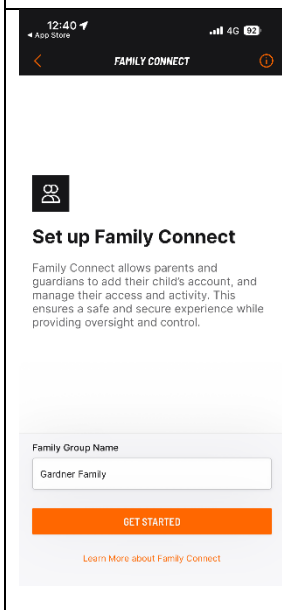 12:40
App Store
4G 92
FAMILY CONNECT
Set up Family Connect
Family Connect allows parents and
guardians to add their child's account, and
manage their access and activity. This
ensures a safe and secure experience while
providing oversight and control.
Family Group Name
Gardner Family
GET STARTED
Learn More about Family Connect